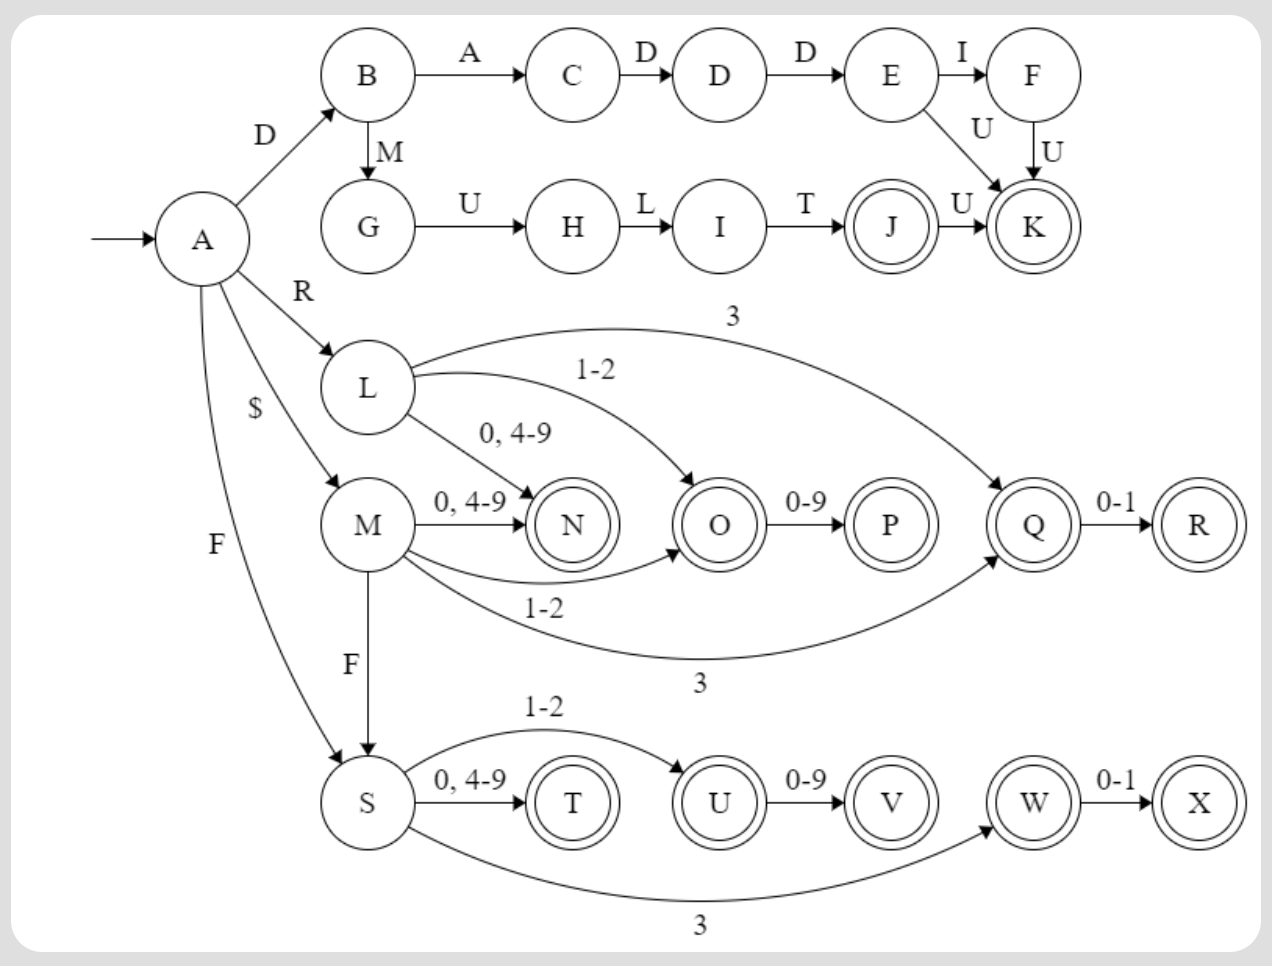 B A C D D D E I F
D M U U
G U H L I T J U K
A
R
3
L 1-2
$
0, 4-9
M 0, 4-9 N O 0-9 P Q 0-1 R
F
1-2
F
3
1-2
S 0, 4-9 T U 0-9 V W 0-1 X
3